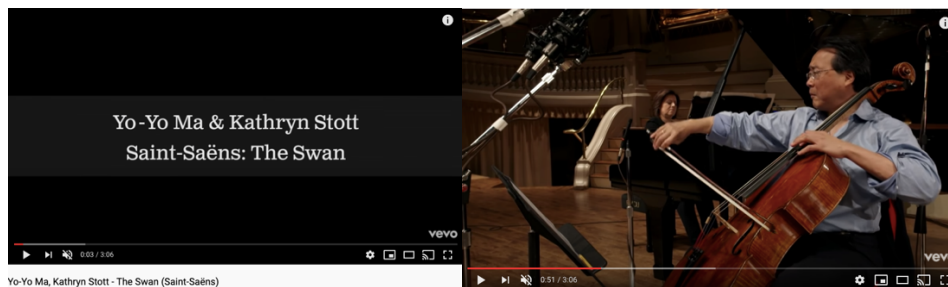 Yo-Yo Ma & Kathryn Stott
Saint-Saëns: The Swan
vevo
0:03 / 3:06
Yo-Yo Ma, Kathryn Stott - The Swan (Saint-Saëns)
vevo
0:51 / 3:06